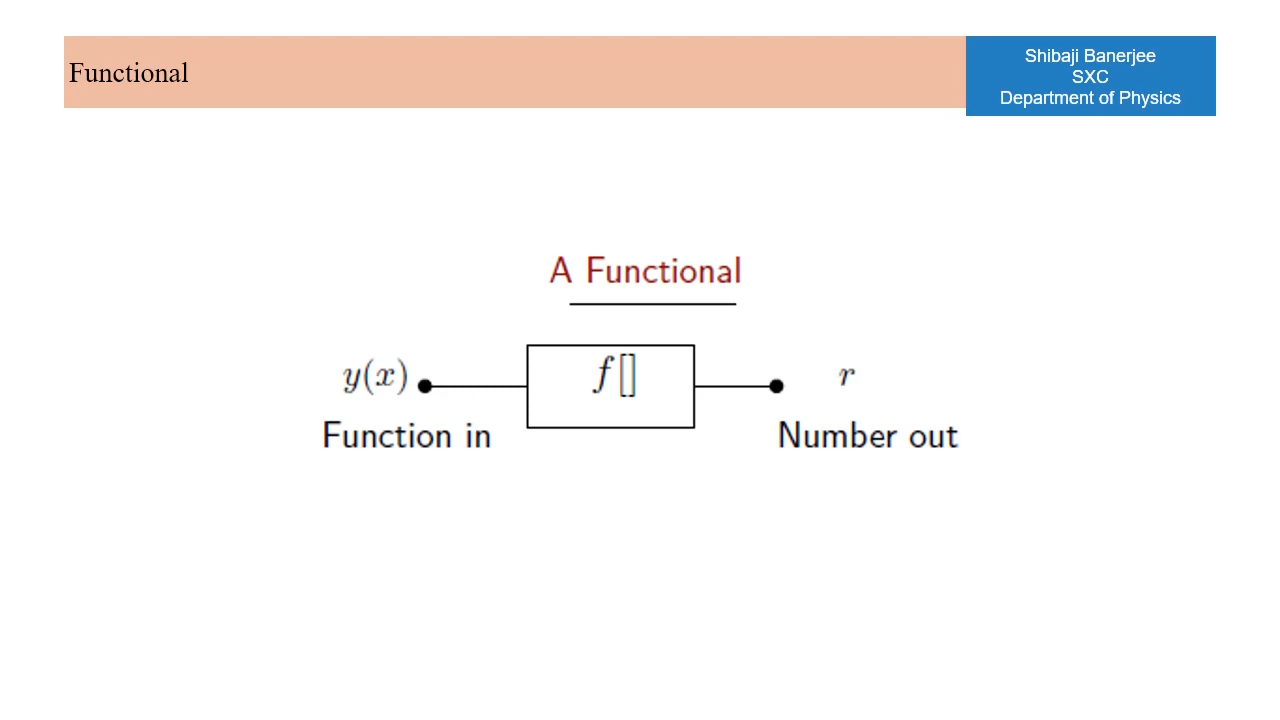 Functional
Shibaji Banerjee
SXC
Department of Physics
A Functional
y(x) f[] r
Function in Number out